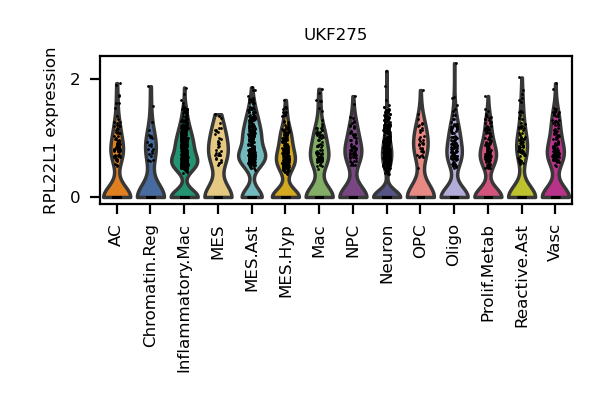 UKF275
RPL22L1 expression
2
0
AC
Chromatin.Reg
Inflammatory.Mac
MES
MES.Ast
MES.Hyp
Mac
NPC
Neuron
OPC
Oligo
Prolif.Metab
Reactive.Ast
Vasc